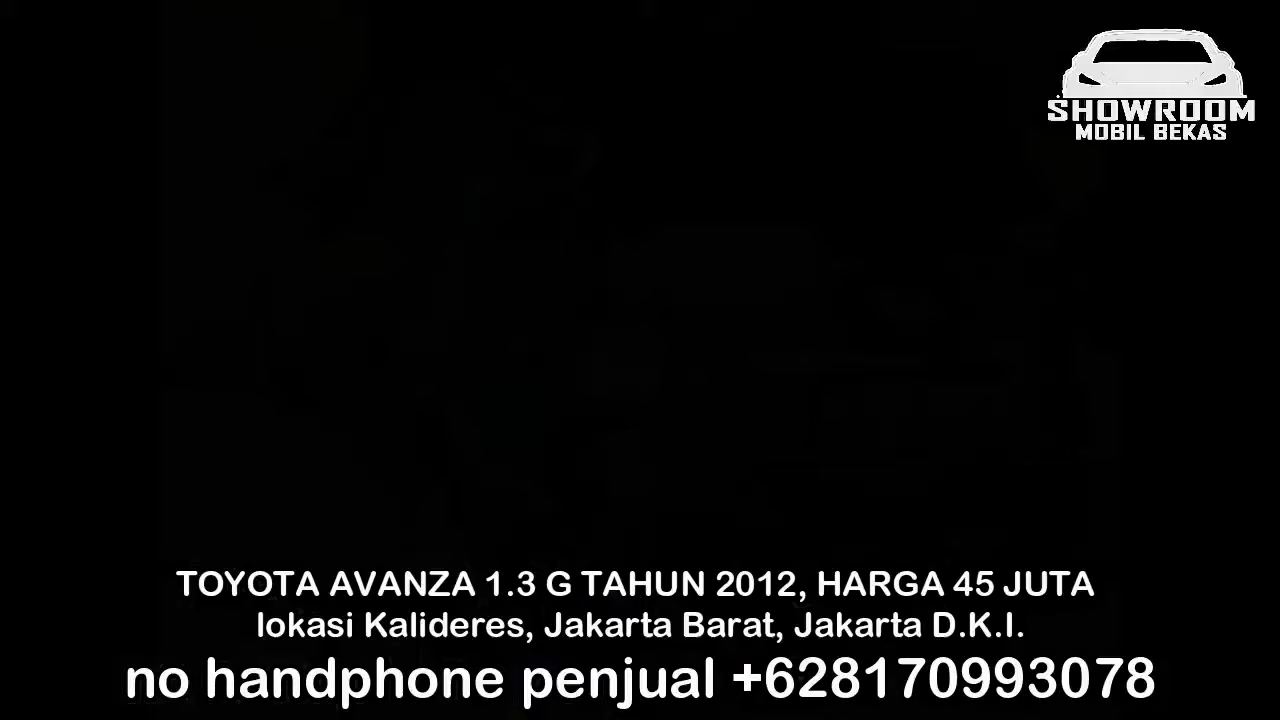 SHOWROOM
MOBIL BEKAS
TOYOTA AVANZA 1.3 G TAHUN 2012, HARGA 45 JUTA
lokasi Kalideres, Jakarta Barat, Jakarta D.K.I.
no handphone penjual +628170993078